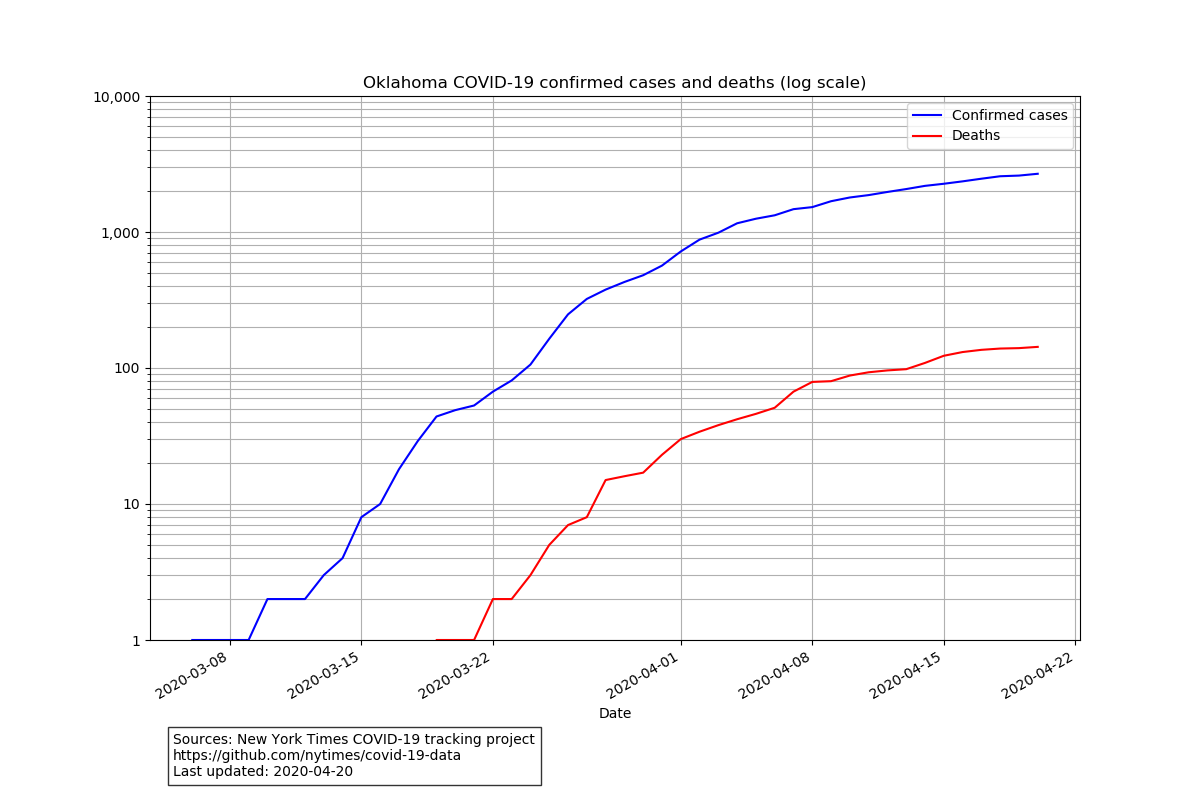 Oklahoma COVID-19 confirmed cases and deaths (log scale)
10,000
1,000
100
10
1
Confirmed cases
Deaths
2020-03-08
2020-03-15
2020-03-22
2020-04-01
2020-04-08
2020-04-15
2020-04-22
Date
Sources: New York Times COVID-19 tracking project
https://github.com/nytimes/covid-19-data
Last updated: 2020-04-20